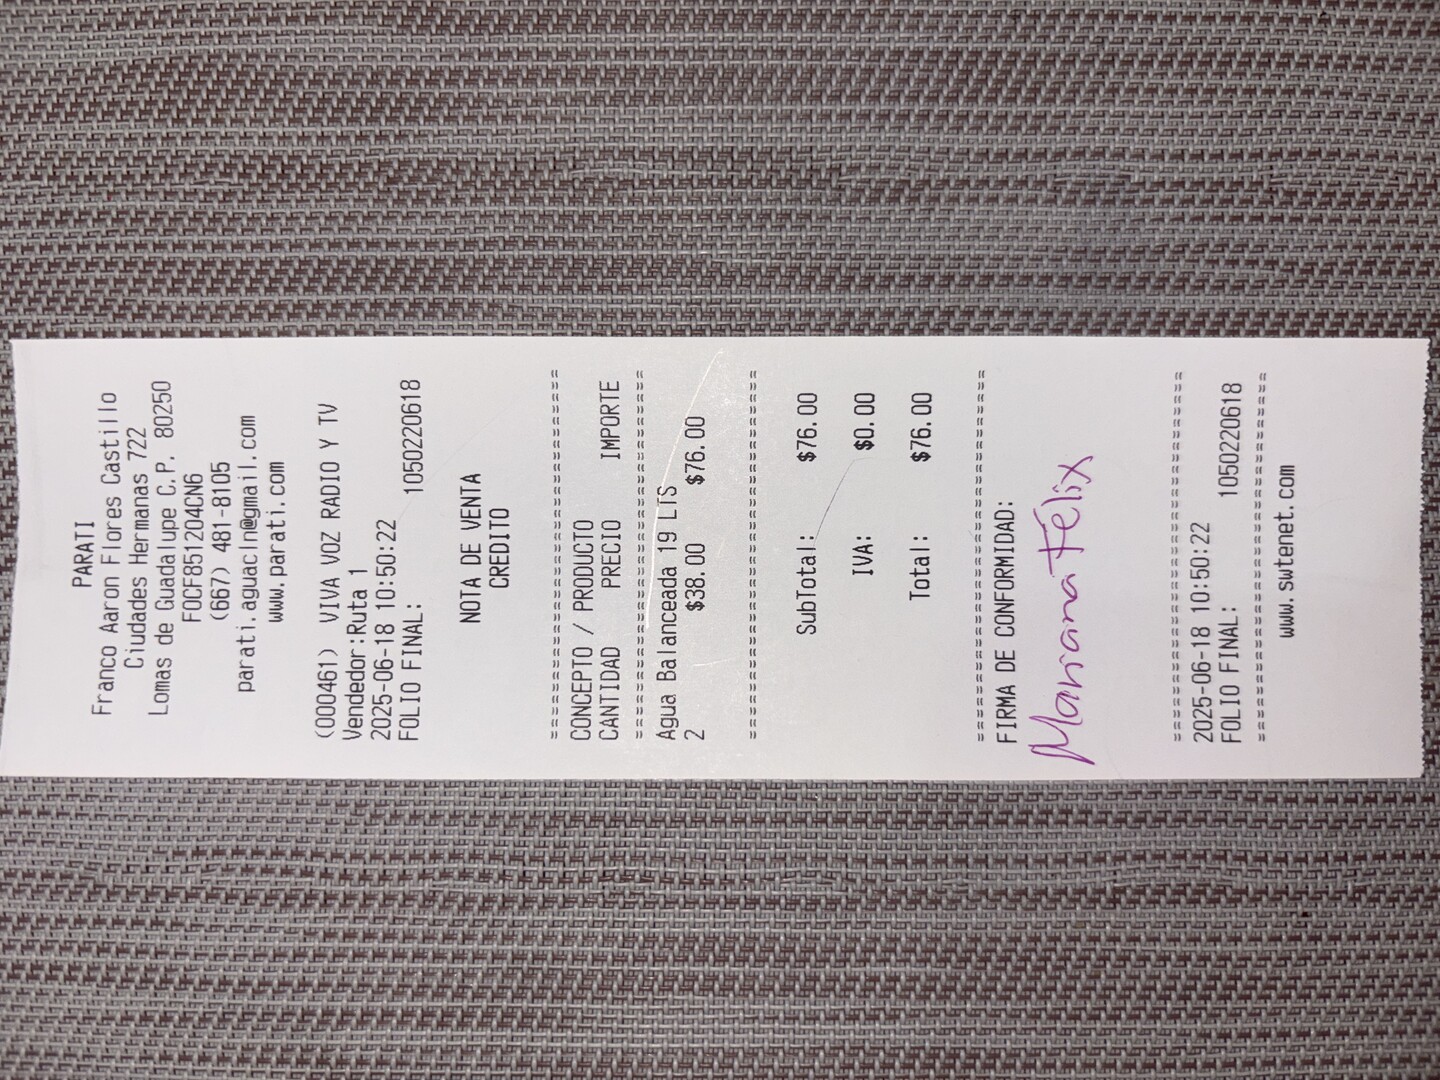 PARATI
Franco Aaron Flores Castillo
Ciudades Hermanas 722
Lomas de Guadalupe C.P. 80250
FOCF851204CN6
(667) 481-8105
parati.aguacln@gmail.com
www.parati.com
(000461) VIVA VOZ RADIO Y TV
Vendedor:Ruta 1
2025-06-18 10:50:22
FOLIO FINAL: 1050220618
NOTA DE VENTA
CREDITO
==============================
CONCEPTO / PRODUCTO
CANTIDAD PRECIO IMPORTE
==============================
Agua Balanceada 19 LTS
2 $38.00 $76.00
==============================
SubTotal: $76.00
IVA: $0.00
Total: $76.00
==============================
FIRMA DE CONFORMIDAD:
Mariana Félix
==============================
2025-06-18 10:50:22
FOLIO FINAL: 1050220618
==============================
www.swtenet.com